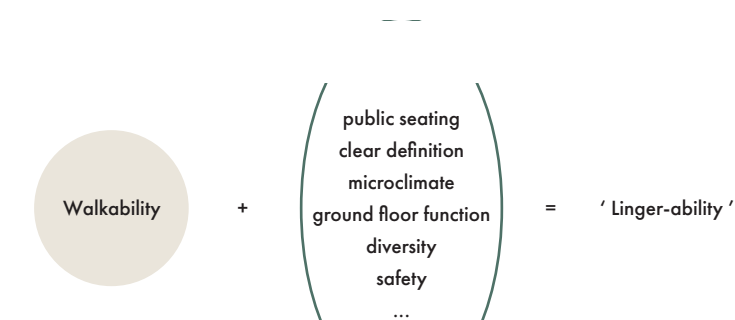 public seating
clear definition
microclimate
Walkability + ground floor function = ‘ Linger-ability ’
diversity
safety
...